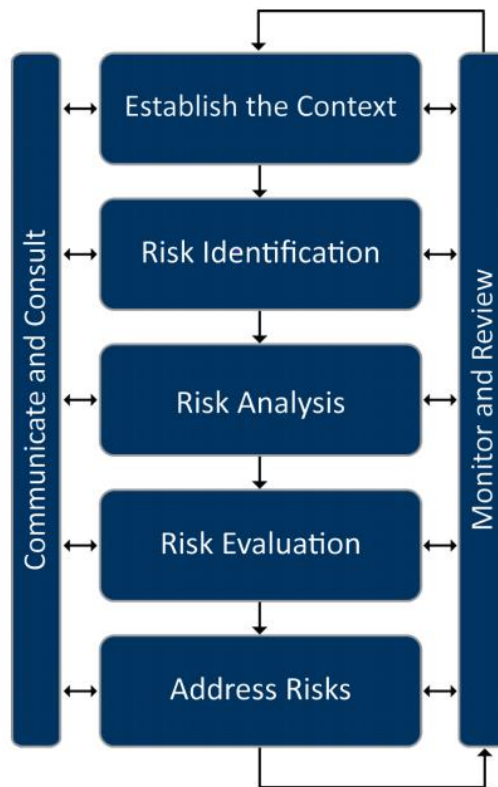 Establish the Context
Communicate and Consult
Risk Identification
Risk Analysis
Risk Evaluation
Address Risks
Monitor and Review